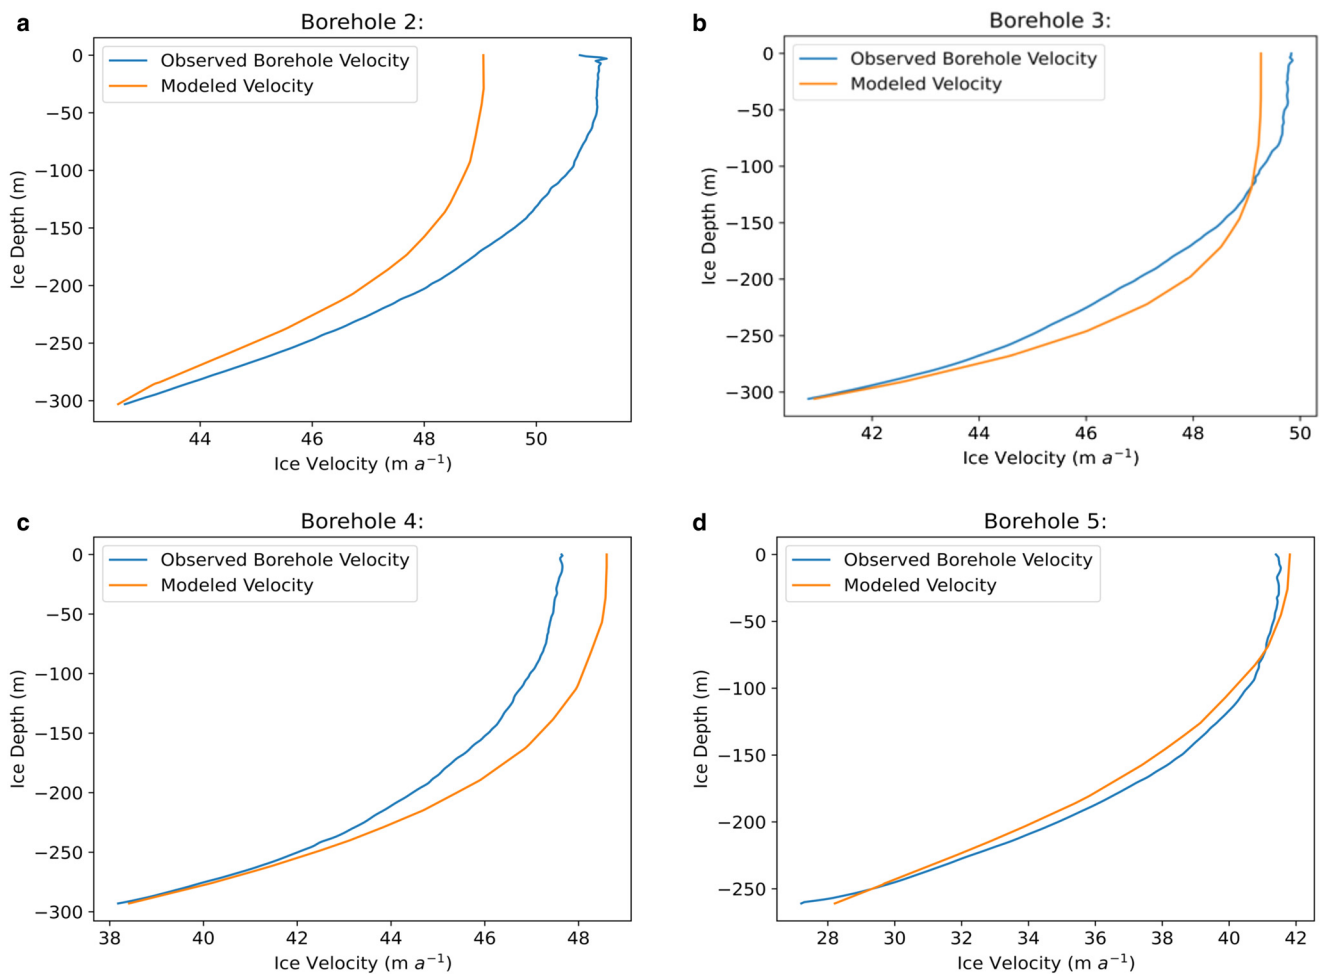 a
Borehole 2:
Observed Borehole Velocity
Modeled Velocity
0
−50
−100
−150
−200
−250
−300
Ice Depth (m)
44 46 48 50
Ice Velocity (m a⁻¹)
b
Borehole 3:
Observed Borehole Velocity
Modeled Velocity
0
−50
−100
−150
−200
−250
−300
Ice Depth (m)
42 44 46 48 50
Ice Velocity (m a⁻¹)
c
Borehole 4:
Observed Borehole Velocity
Modeled Velocity
0
−50
−100
−150
−200
−250
−300
Ice Depth (m)
38 40 42 44 46 48
Ice Velocity (m a⁻¹)
d
Borehole 5:
Observed Borehole Velocity
Modeled Velocity
0
−50
−100
−150
−200
−250
Ice Depth (m)
28 30 32 34 36 38 40 42
Ice Velocity (m a⁻¹)